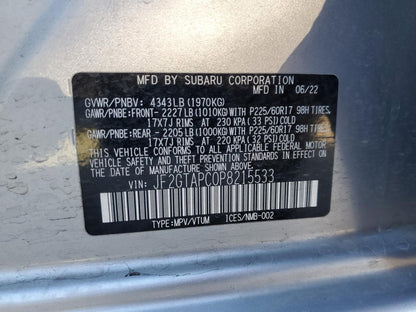 MFD BY SUBARU CORPORATION
MFD IN 06/22
GVWR/PNBV: 4343LB(1970KG)
GAWR/PNBE:FRONT- 2227LB(1010KG)WITH P225/60R17 98H TIRES,
17X7J RIMS AT 230 KPA(33 PSI)COLD
GAWR/PNBE:REAR - 2205LB(1000KG)WITH P225/60R17 98H TIRES,
17X7J RIMS AT 220 KPA(32 PSI)COLD
THIS VEHICLE CONFORMS TO ALL APPLICABLE FEDERAL MOTOR VEHICLE
SAFETY, BUMPER, AND THEFT PREVENTION STANDARDS IN EFFECT ON THE
DATE OF MANUFACTURE SHOWN ABOVE.
VIN: JF2GTAPC0P8215533
TYPE:MPV/VTUM ICES/NMB-002